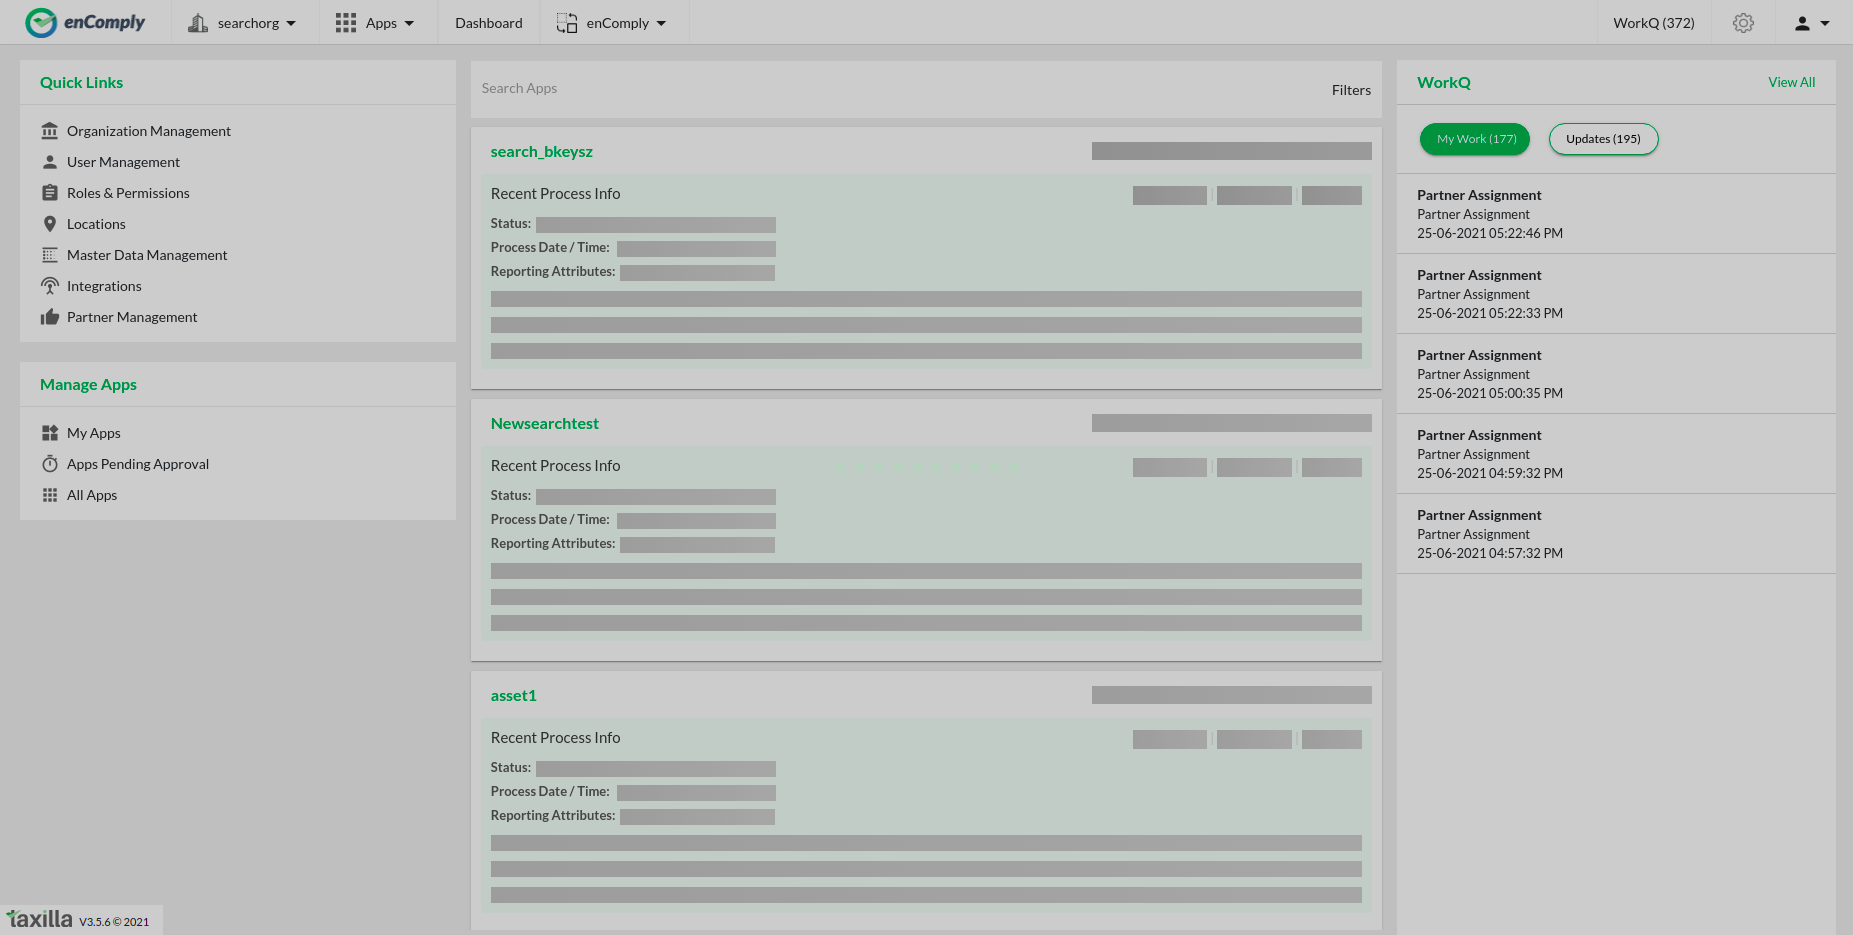 enComply
searchorg
Apps
Dashboard
enComply
WorkQ (372)
Quick Links
Organization Management
User Management
Roles & Permissions
Locations
Master Data Management
Integrations
Partner Management
Manage Apps
My Apps
Apps Pending Approval
All Apps
Search Apps
Filters
search_bkeysz
Recent Process Info
Status:
Process Date / Time:
Reporting Attributes:
Newsearchtest
Recent Process Info
Status:
Process Date / Time:
Reporting Attributes:
asset1
Recent Process Info
Status:
Process Date / Time:
Reporting Attributes:
WorkQ
View All
My Work (177)
Updates (195)
Partner Assignment
Partner Assignment
25-06-2021 05:22:46 PM
Partner Assignment
Partner Assignment
25-06-2021 05:22:33 PM
Partner Assignment
Partner Assignment
25-06-2021 05:00:35 PM
Partner Assignment
Partner Assignment
25-06-2021 04:59:32 PM
Partner Assignment
Partner Assignment
25-06-2021 04:57:32 PM
taxilla V3.5.6 © 2021